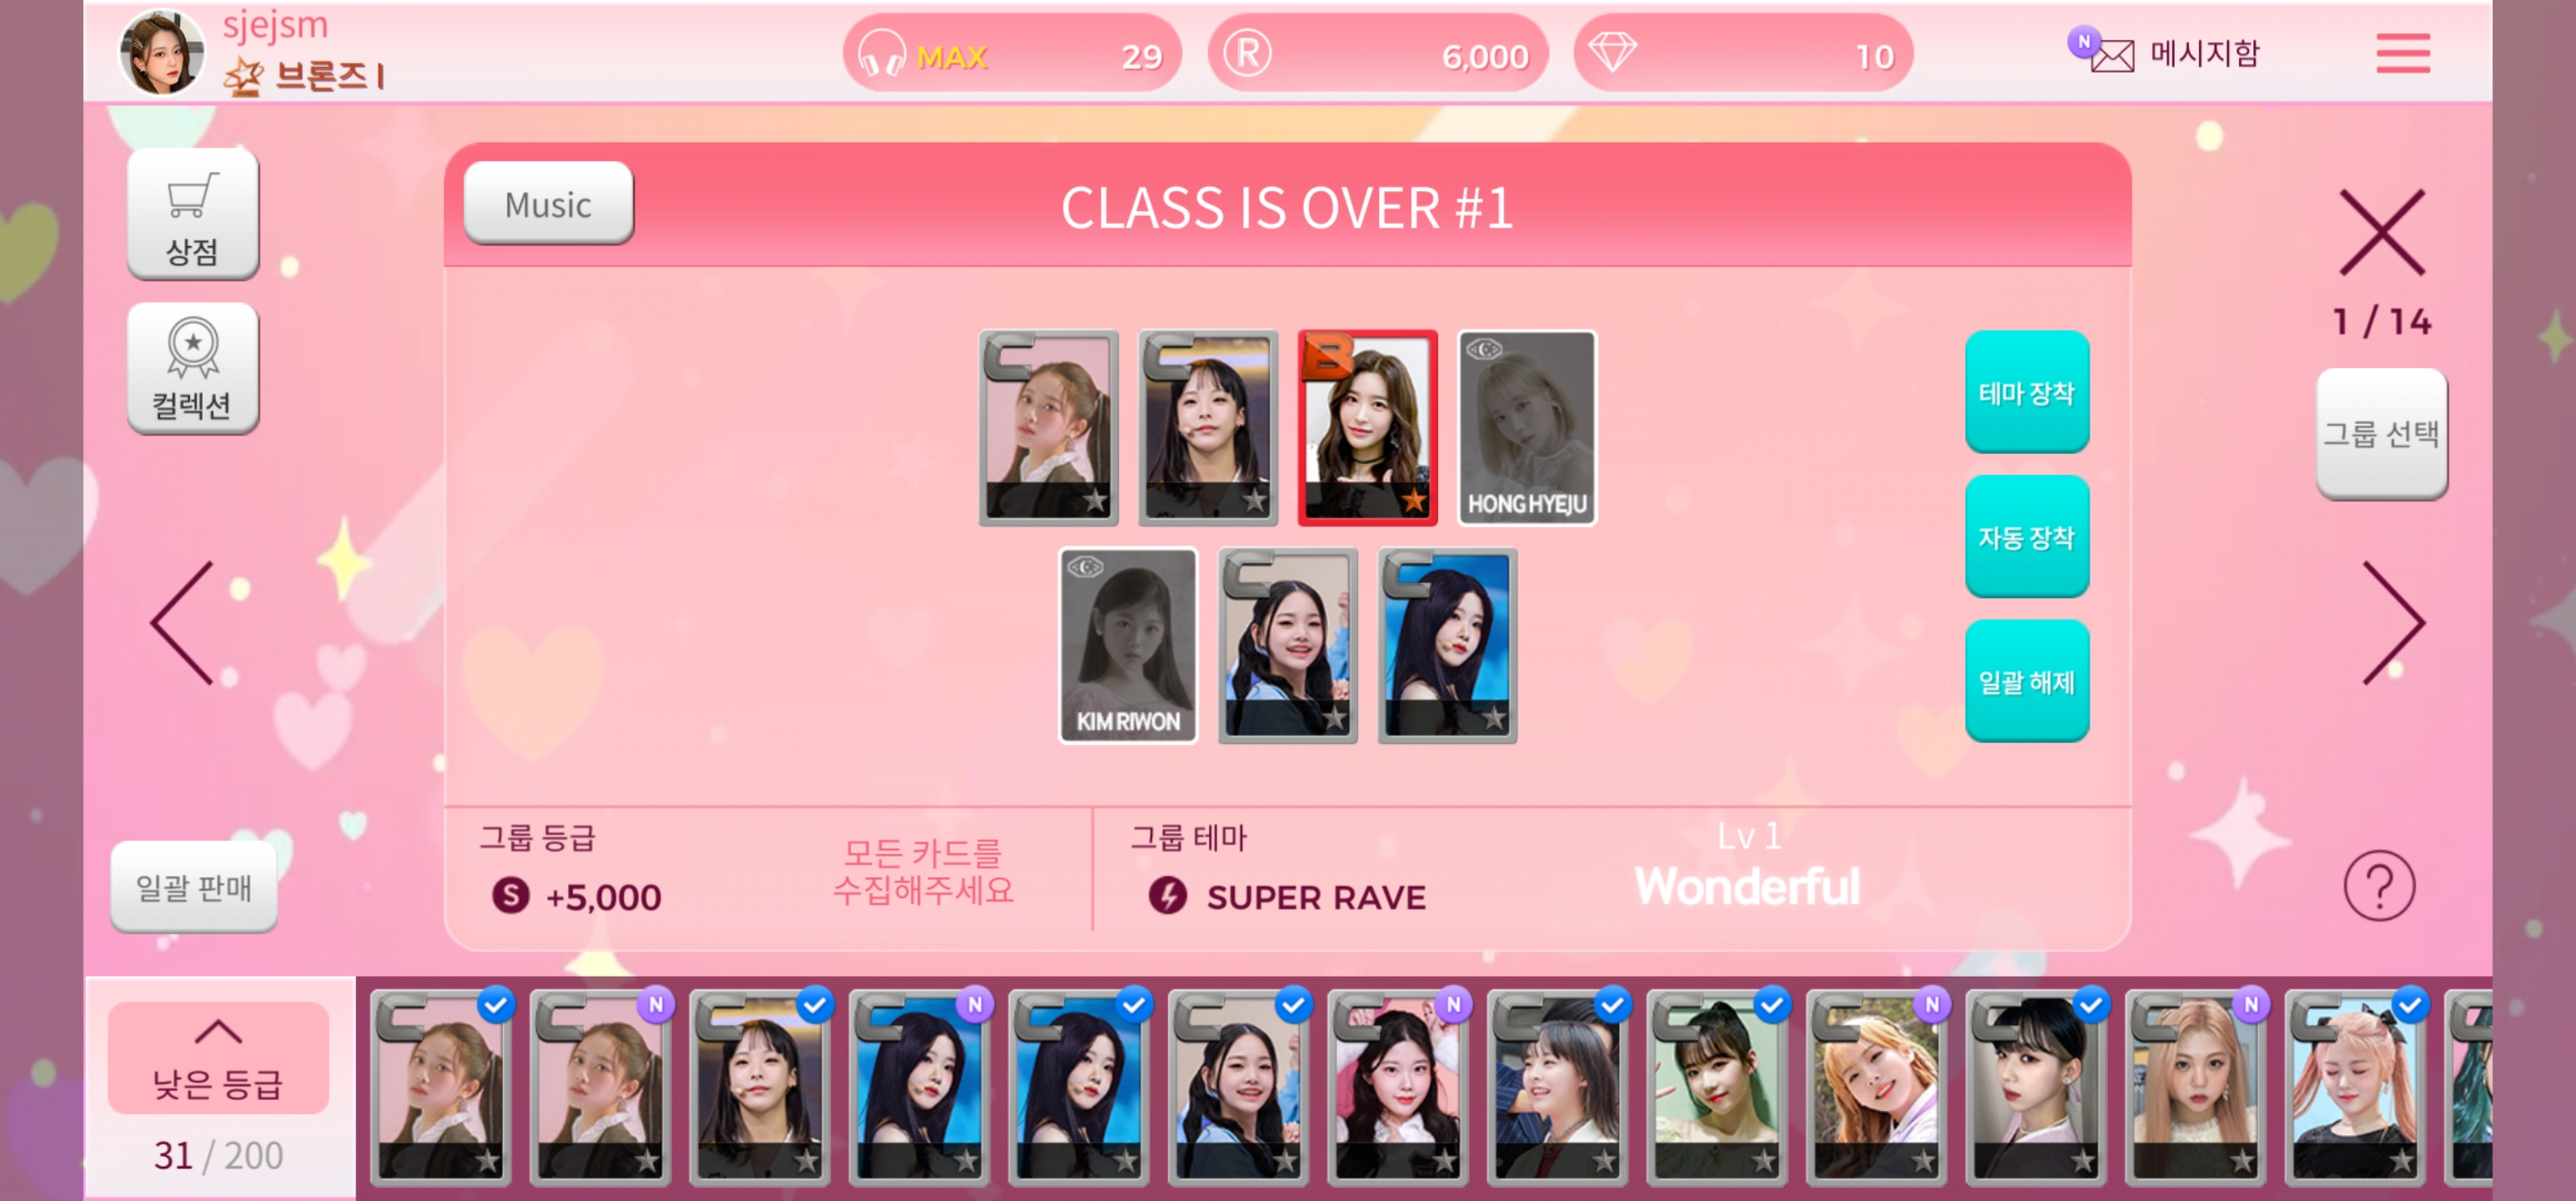 sjejsm
브론즈 I
MAX 29
R 6,000
10
N 메시지함
상점
컬렉션
Music
CLASS IS OVER #1
1 / 14
그룹 선택
C
C
B
HONG HYEJU
KIM RIWON
C
C
테마 장착
자동 장착
일괄 해제
일괄 판매
그룹 등급
S +5,000
모든 카드를
수집해주세요
그룹 테마
SUPER RAVE
Lv 1
Wonderful
?
낮은 등급
31 / 200
C C N C C N C C C N C C C N C C N C